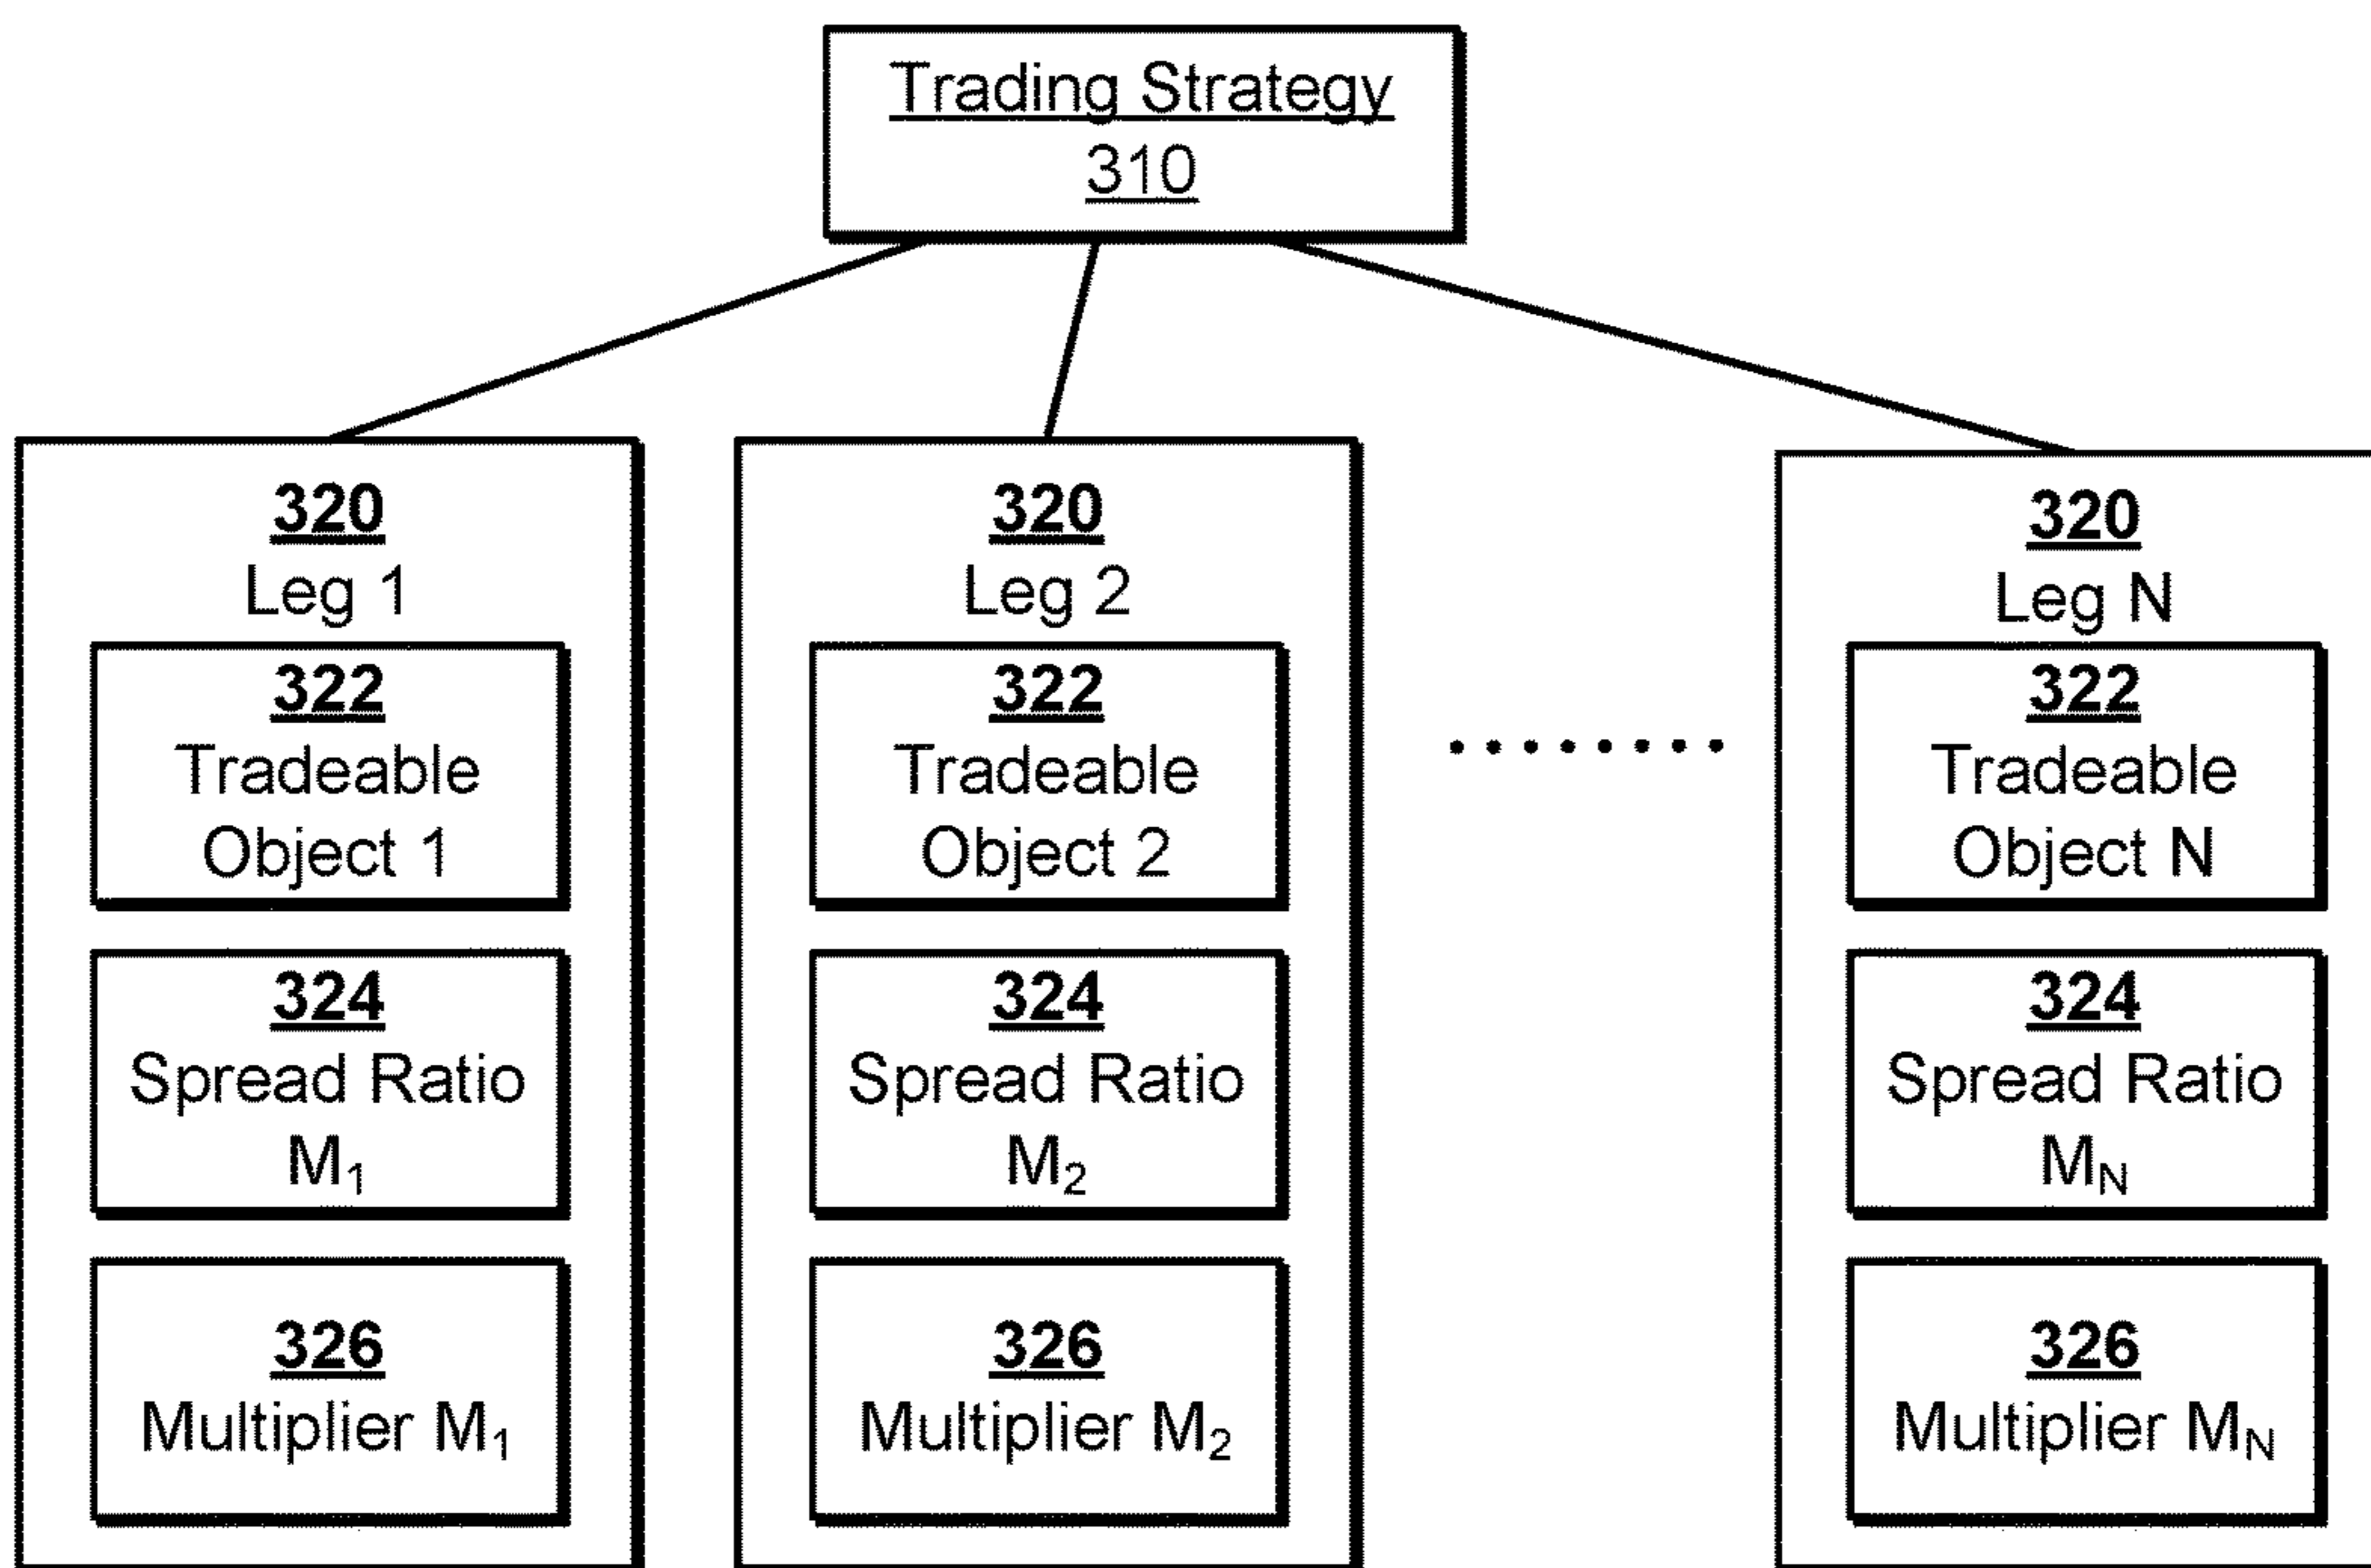 Trading Strategy
310
320
Leg 1
322
Tradeable
Object 1
324
Spread Ratio
M₁
326
Multiplier M₁
320
Leg 2
322
Tradeable
Object 2
324
Spread Ratio
M₂
326
Multiplier M₂
320
Leg N
322
Tradeable
Object N
324
Spread Ratio
M_N
326
Multiplier M_N